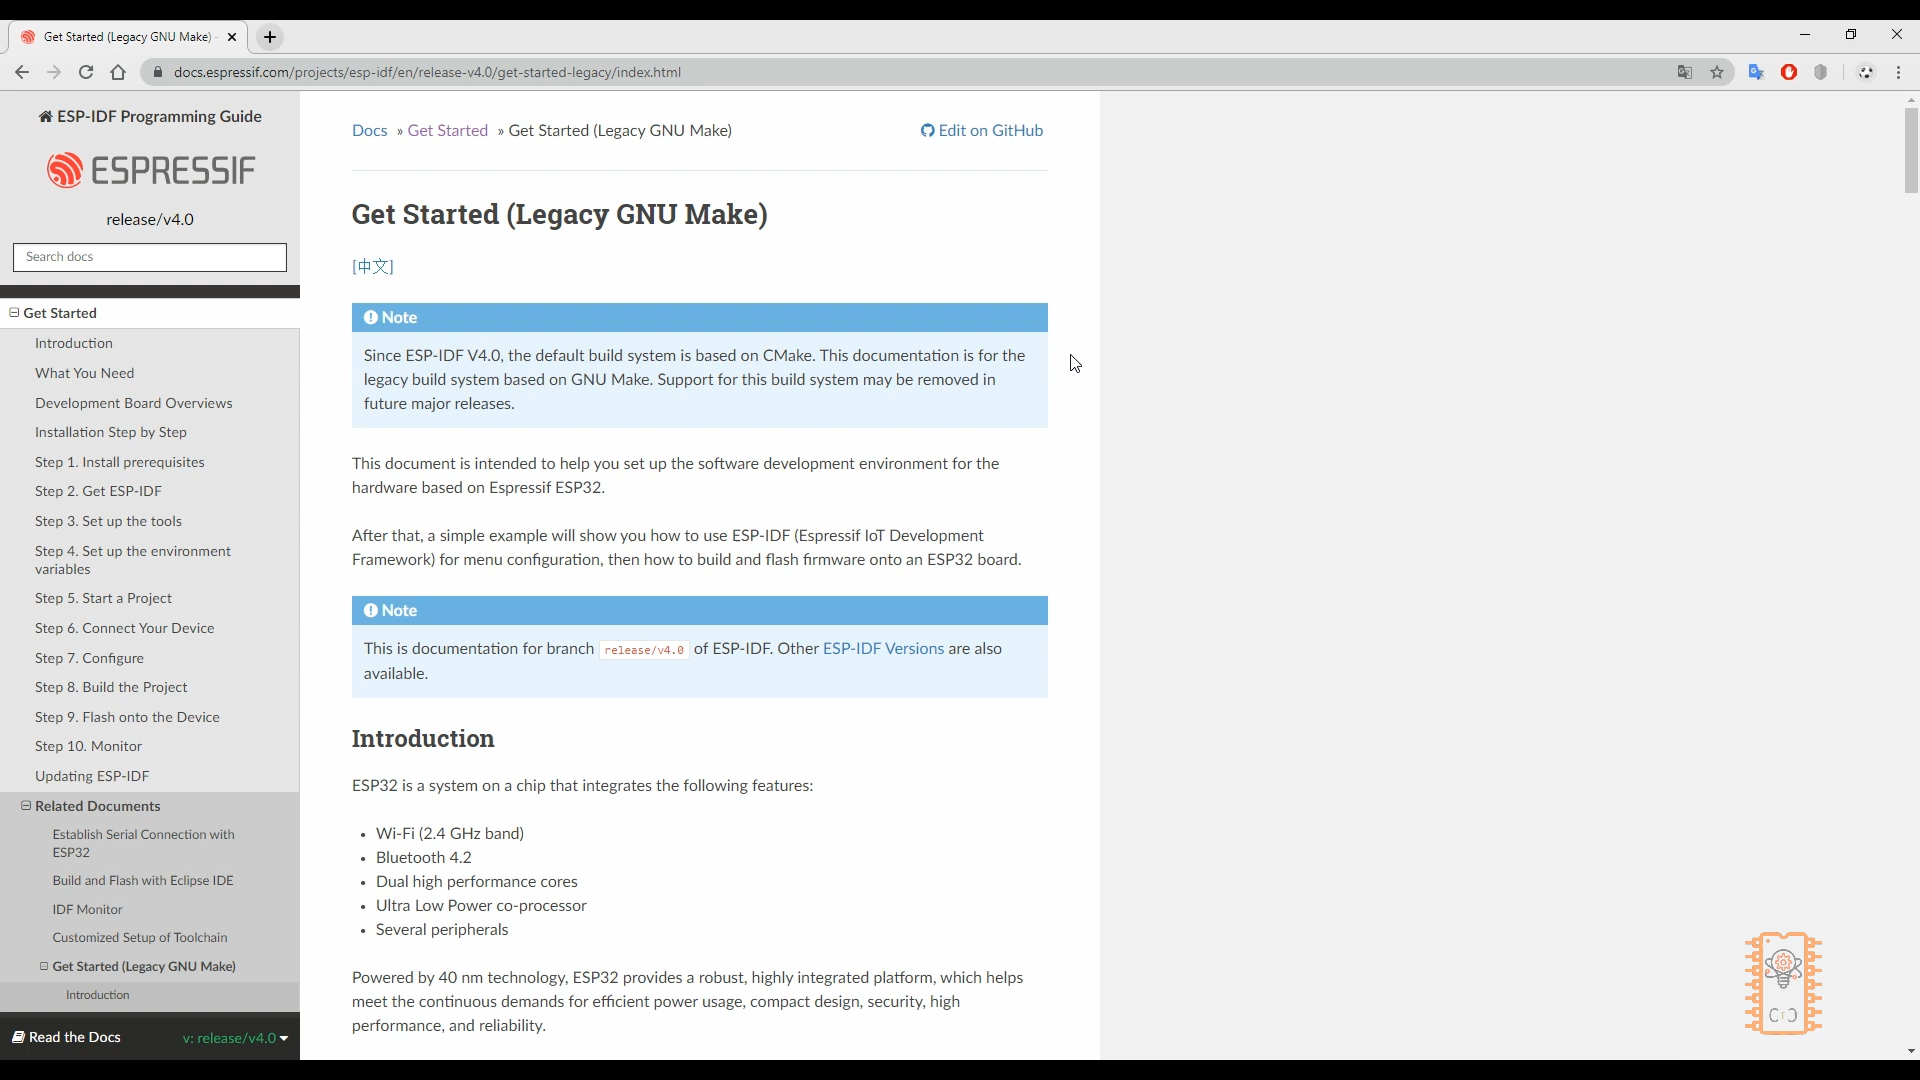 Get Started (Legacy GNU Make) -
docs.espressif.com/projects/esp-idf/en/release-v4.0/get-started-legacy/index.html
ESP-IDF Programming Guide
ESPRESSIF
release/v4.0
Search docs
Get Started
Introduction
What You Need
Development Board Overviews
Installation Step by Step
Step 1. Install prerequisites
Step 2. Get ESP-IDF
Step 3. Set up the tools
Step 4. Set up the environment
variables
Step 5. Start a Project
Step 6. Connect Your Device
Step 7. Configure
Step 8. Build the Project
Step 9. Flash onto the Device
Step 10. Monitor
Updating ESP-IDF
Related Documents
Establish Serial Connection with
ESP32
Build and Flash with Eclipse IDE
IDF Monitor
Customized Setup of Toolchain
Get Started (Legacy GNU Make)
Introduction
Read the Docs
v: release/v4.0
Docs » Get Started » Get Started (Legacy GNU Make)
Edit on GitHub
Get Started (Legacy GNU Make)
[中文]
Note
Since ESP-IDF V4.0, the default build system is based on CMake. This documentation is for the
legacy build system based on GNU Make. Support for this build system may be removed in
future major releases.
This document is intended to help you set up the software development environment for the
hardware based on Espressif ESP32.
After that, a simple example will show you how to use ESP-IDF (Espressif IoT Development
Framework) for menu configuration, then how to build and flash firmware onto an ESP32 board.
Note
This is documentation for branch release/v4.0 of ESP-IDF. Other ESP-IDF Versions are also
available.
Introduction
ESP32 is a system on a chip that integrates the following features:
• Wi-Fi (2.4 GHz band)
• Bluetooth 4.2
• Dual high performance cores
• Ultra Low Power co-processor
• Several peripherals
Powered by 40 nm technology, ESP32 provides a robust, highly integrated platform, which helps
meet the continuous demands for efficient power usage, compact design, security, high
performance, and reliability.